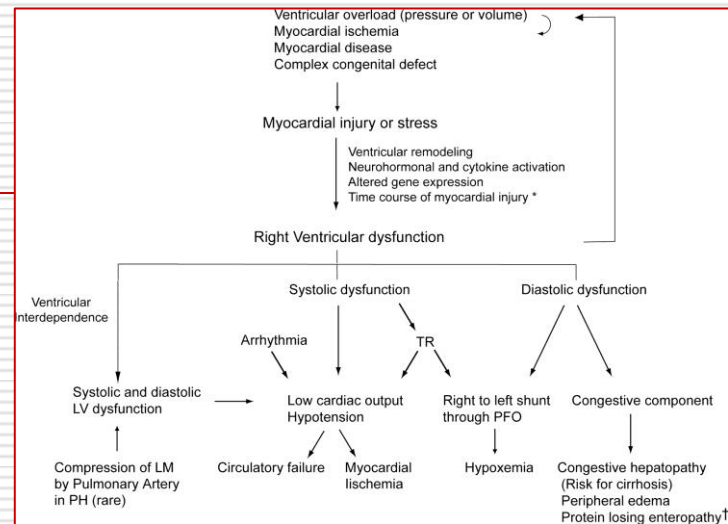 Ventricular overload (pressure or volume)
Myocardial ischemia
Myocardial disease
Complex congenital defect
Myocardial injury or stress
Ventricular remodeling
Neurohormonal and cytokine activation
Altered gene expression
Time course of myocardial injury *
Right Ventricular dysfunction
Ventricular
Interdependence
Systolic dysfunction
Diastolic dysfunction
Arrhythmia
TR
Systolic and diastolic
LV dysfunction
Low cardiac output
Hypotension
Right to left shunt
through PFO
Congestive component
Compression of LM
by Pulmonary Artery
in PH (rare)
Circulatory failure
Myocardial
lischemia
Hypoxemia
Congestive hepatopathy
(Risk for cirrhosis)
Peripheral edema
Protein losing enteropathy†